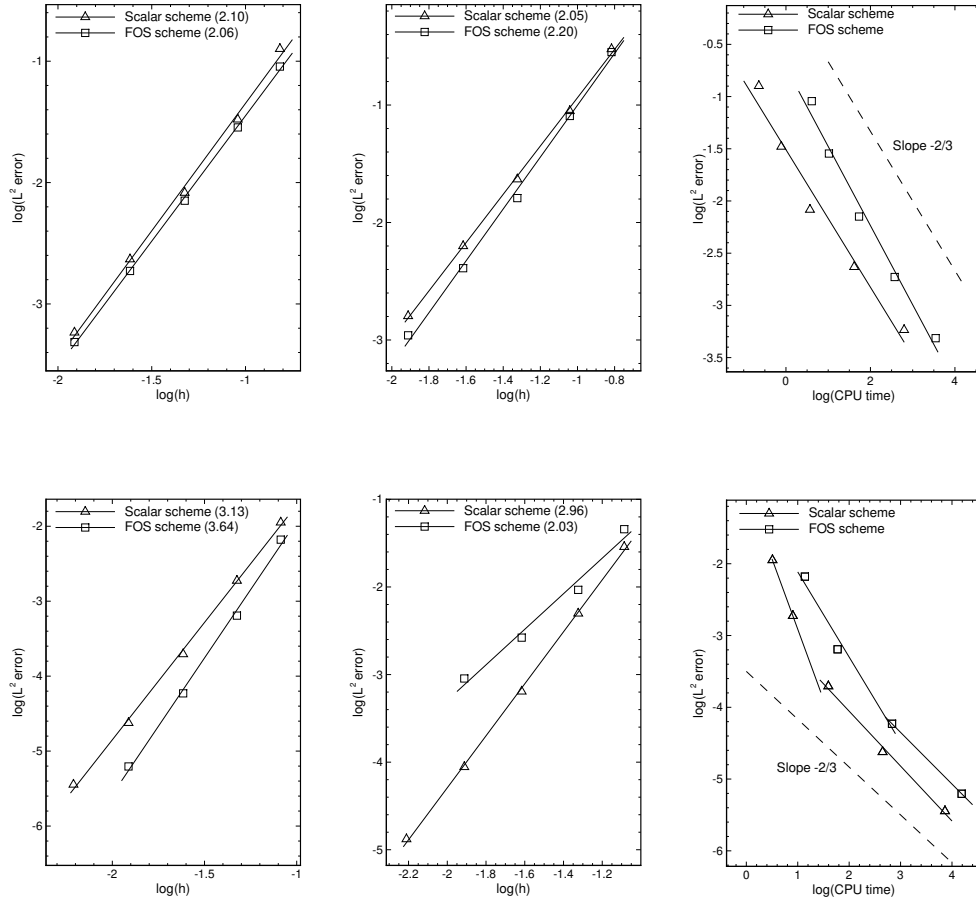 Scalar scheme (2.10)
FOS scheme (2.06)
-1
-2
-3
log(L² error)
-2
-1.5
-1
log(h)
Scalar scheme (2.05)
FOS scheme (2.20)
-1
-2
-3
log(L² error)
-2
-1.8
-1.6
-1.4
-1.2
-1
-0.8
log(h)
Scalar scheme
FOS scheme
-0.5
-1
-1.5
-2
-2.5
-3
-3.5
log(L² error)
Slope -2/3
0
2
4
log(CPU time)
Scalar scheme (3.13)
FOS scheme (3.64)
-2
-3
-4
-5
-6
log(L² error)
-2
-1.5
-1
log(h)
Scalar scheme (2.96)
FOS scheme (2.03)
-1
-2
-3
-4
-5
log(L² error)
-2.2
-2
-1.8
-1.6
-1.4
-1.2
log(h)
Scalar scheme
FOS scheme
-2
-3
-4
-5
-6
log(L² error)
Slope -2/3
0
1
2
3
4
log(CPU time)